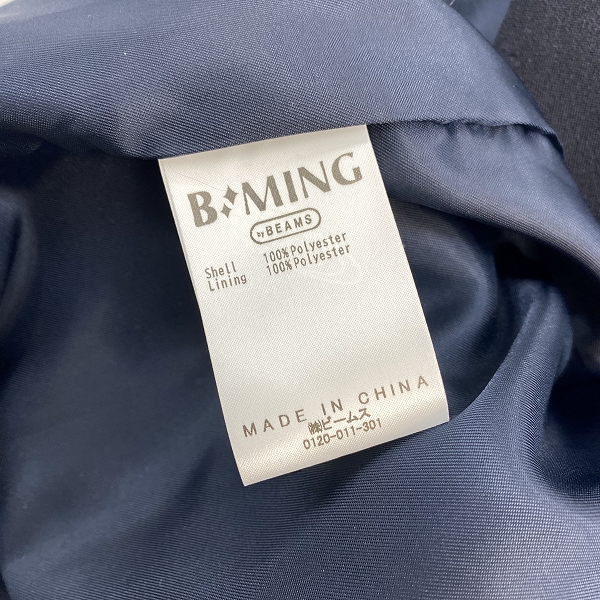 B♦MING
by BEAMS
Shell 100%Polyester
Lining 100%Polyester
MADE IN CHINA
㈱ビームス
0120-011-301